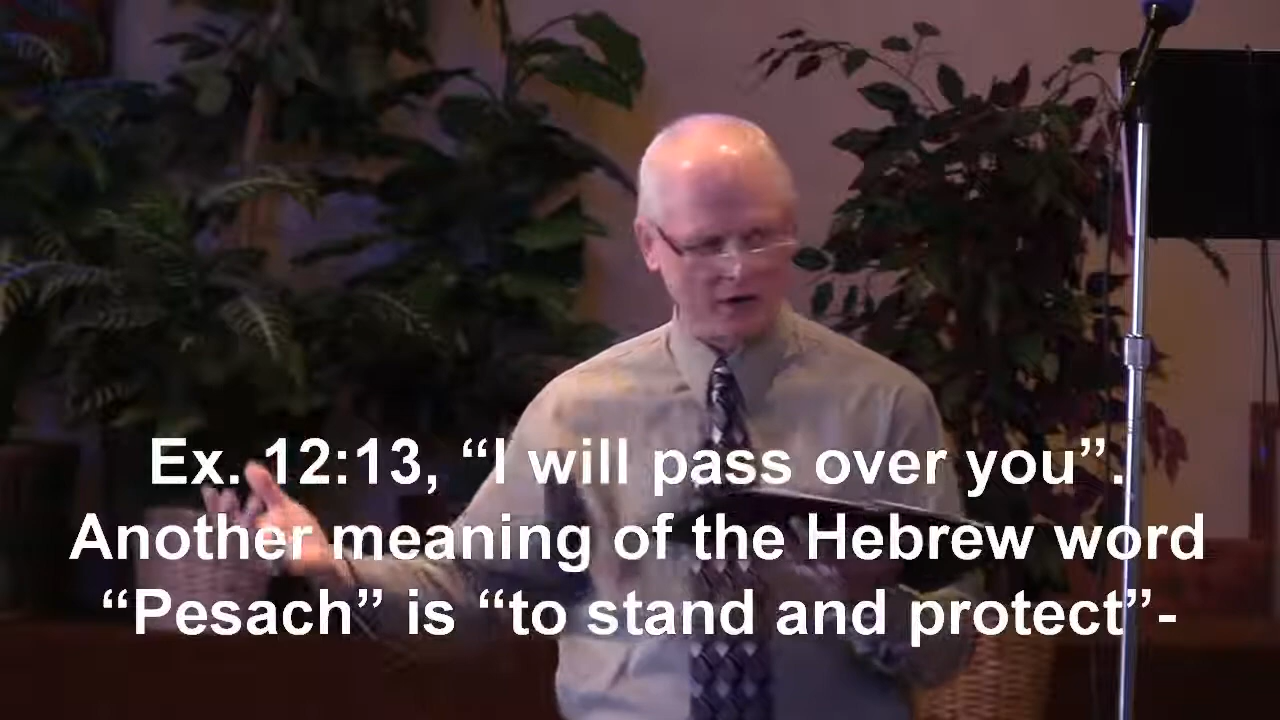 Ex. 12:13, “I will pass over you”.
Another meaning of the Hebrew word
“Pesach” is “to stand and protect”-